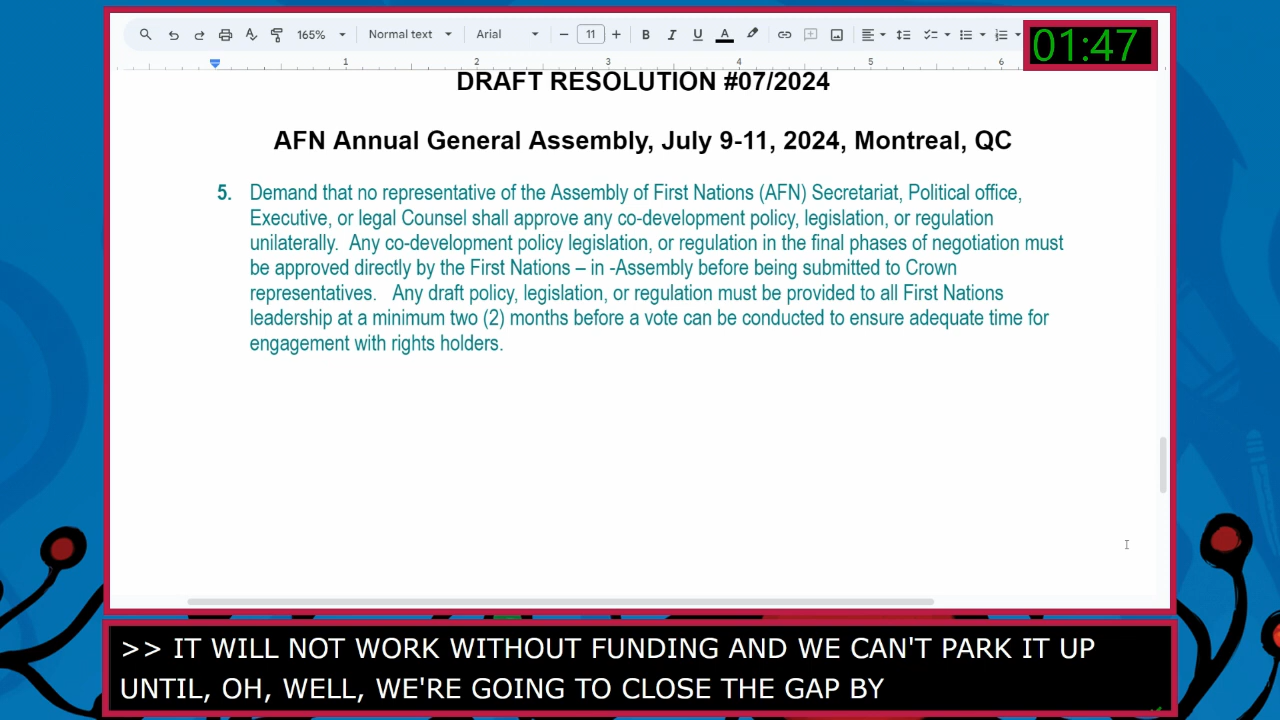 165% Normal text Arial 11 B I U A
01:47
1 2 3 4 5 6
DRAFT RESOLUTION #07/2024
AFN Annual General Assembly, July 9-11, 2024, Montreal, QC
5. Demand that no representative of the Assembly of First Nations (AFN) Secretariat, Political office,
Executive, or legal Counsel shall approve any co-development policy, legislation, or regulation
unilaterally. Any co-development policy legislation, or regulation in the final phases of negotiation must
be approved directly by the First Nations – in -Assembly before being submitted to Crown
representatives. Any draft policy, legislation, or regulation must be provided to all First Nations
leadership at a minimum two (2) months before a vote can be conducted to ensure adequate time for
engagement with rights holders.
>> IT WILL NOT WORK WITHOUT FUNDING AND WE CAN'T PARK IT UP
UNTIL, OH, WELL, WE'RE GOING TO CLOSE THE GAP BY